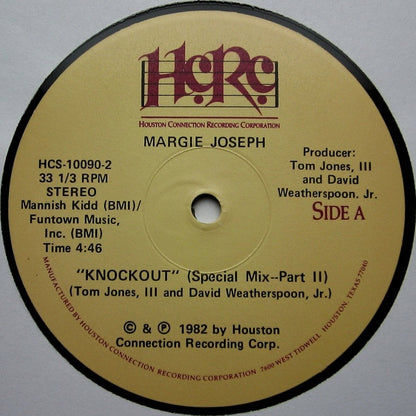 HCRC
HOUSTON CONNECTION RECORDING CORPORATION
MARGIE JOSEPH
HCS-10090-2
33 1/3 RPM
STEREO
Mannish Kidd (BMI)/
Funtown Music,
Inc. (BMI)
Time 4:46
Producer:
Tom Jones, III
and David
Weatherspoon. Jr.
SIDE A
"KNOCKOUT" (Special Mix--Part II)
(Tom Jones, III and David Weatherspoon, Jr.)
© & ℗ 1982 by Houston
Connection Recording Corp.
MANUFACTURED BY HOUSTON CONNECTION RECORDING CORPORATION 7600 WEST TIDWELL, HOUSTON, TEXAS 77040